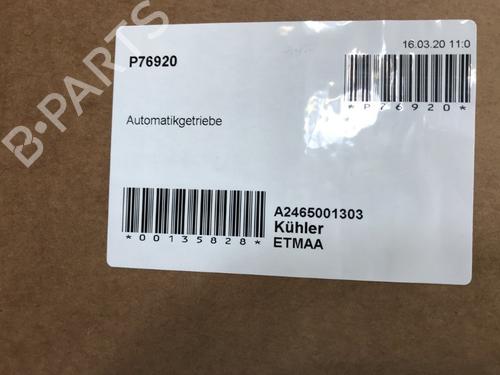 P76920
16.03.20 11:0
*P76920*
Automatikgetriebe
*00135828*
A2465001303
Kühler
ETMAA
B-PARTS